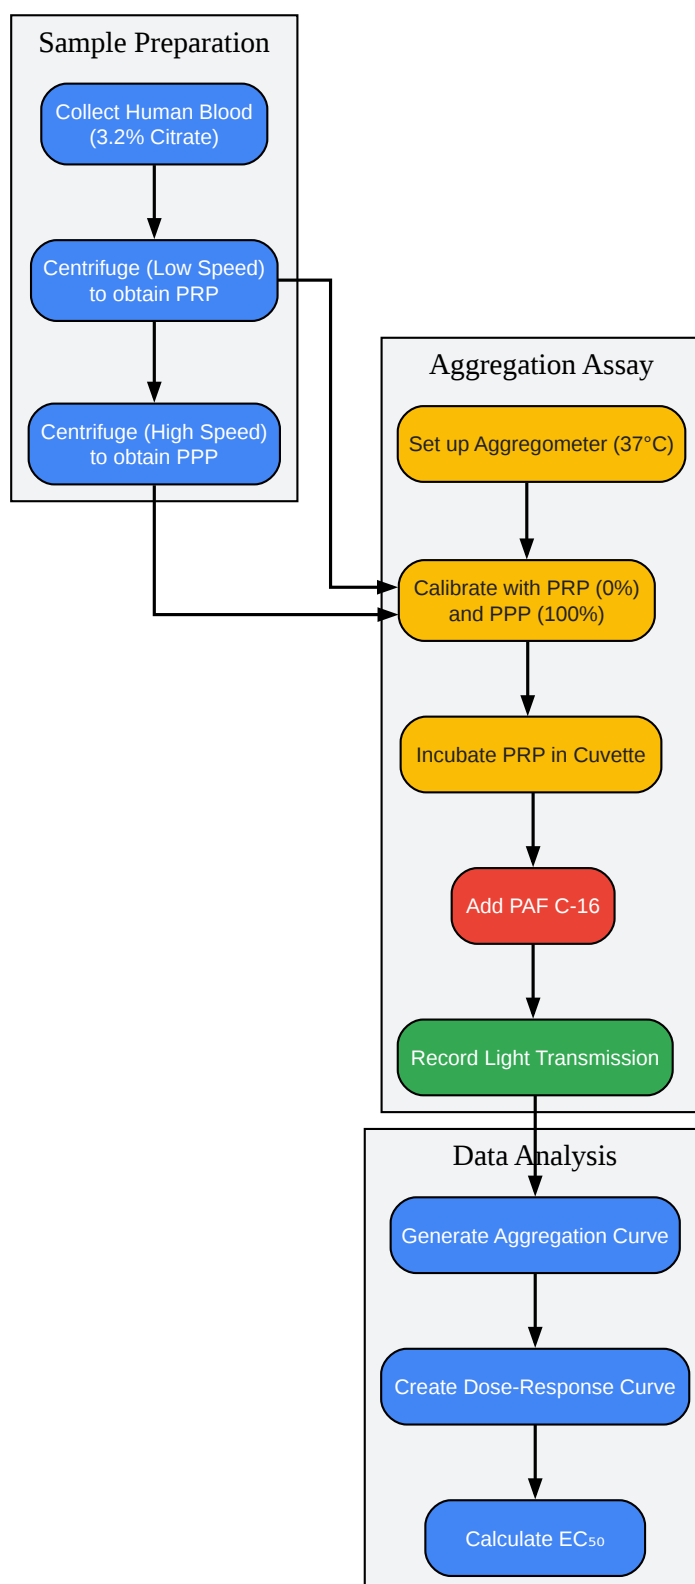 Sample Preparation
Collect Human Blood
(3.2% Citrate)
Centrifuge (Low Speed)
to obtain PRP
Centrifuge (High Speed)
to obtain PPP
Aggregation Assay
Set up Aggregometer (37°C)
Calibrate with PRP (0%)
and PPP (100%)
Incubate PRP in Cuvette
Add PAF C-16
Record Light Transmission
Data Analysis
Generate Aggregation Curve
Create Dose-Response Curve
Calculate EC₅₀